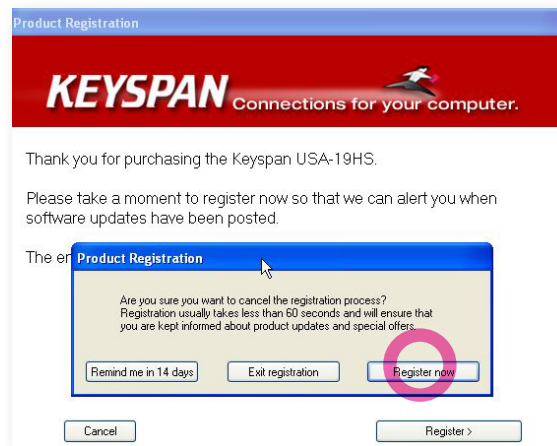 Product Registration
KEYSPAN Connections for your computer.
Thank you for purchasing the Keyspan USA-19HS.
Please take a moment to register now so that we can alert you when
software updates have been posted.
The
Product Registration
Are you sure you want to cancel the registration process?
Registration usually takes less than 60 seconds and will ensure that
you are kept informed about product updates and special offers.
Remind me in 14 days Exit registration Register now
Cancel Register >